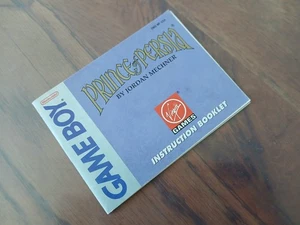 PRINCE OF PERSIA
BY JORDAN MECHNER
Virgin
GAMES
INSTRUCTION BOOKLET
GAME BOY